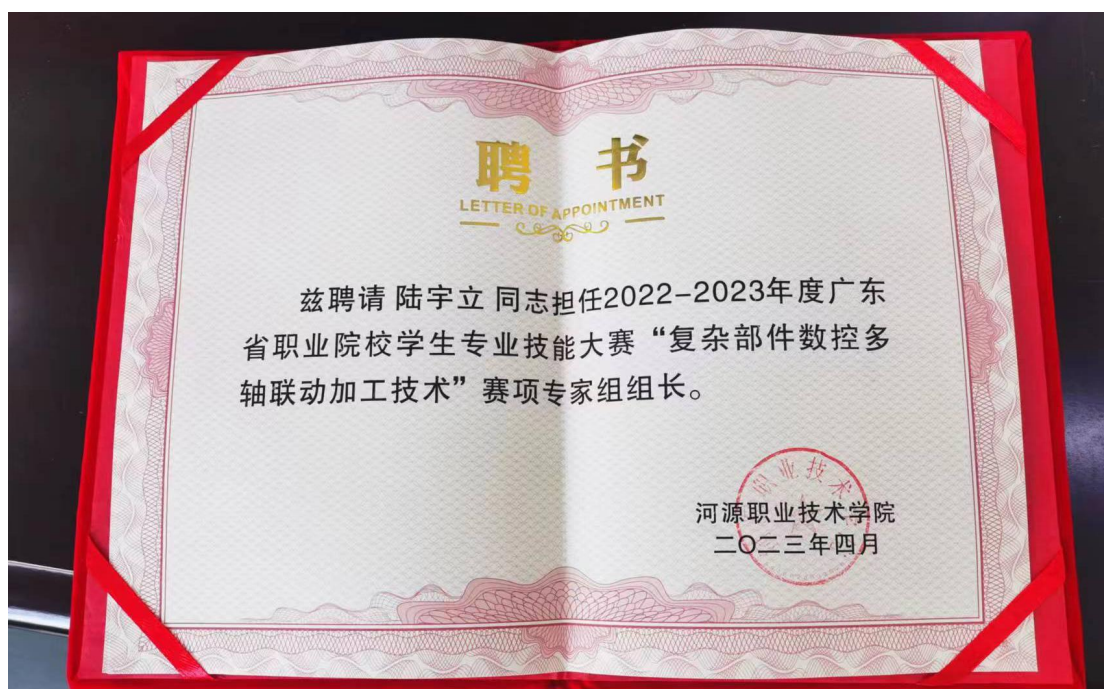 聘 书
LETTER OF APPOINTMENT
兹聘请 陆宇立 同志担任2022-2023年度广东
省职业院校学生专业技能大赛“复杂部件数控多
轴联动加工技术”赛项专家组组长。
职业技术
河源职业技术学院
二〇二三年四月